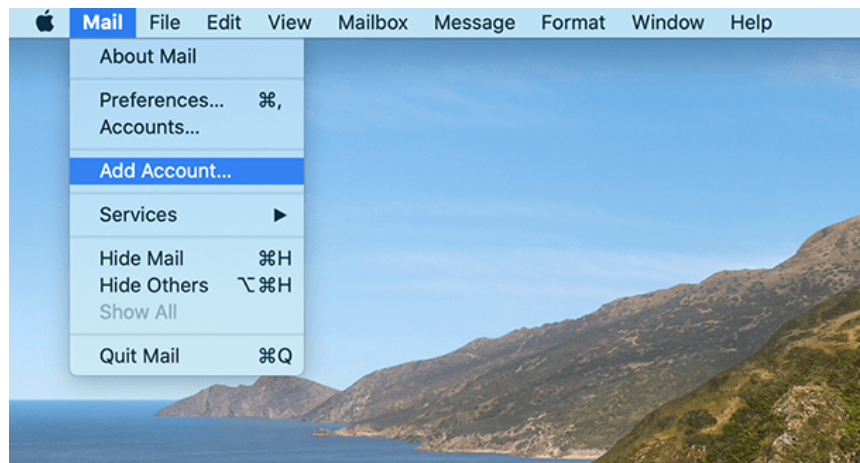 Mail File Edit View Mailbox Message Format Window Help
About Mail
Preferences... ⌘,
Accounts...
Add Account...
Services ▶
Hide Mail ⌘H
Hide Others ⌥⌘H
Show All
Quit Mail ⌘Q